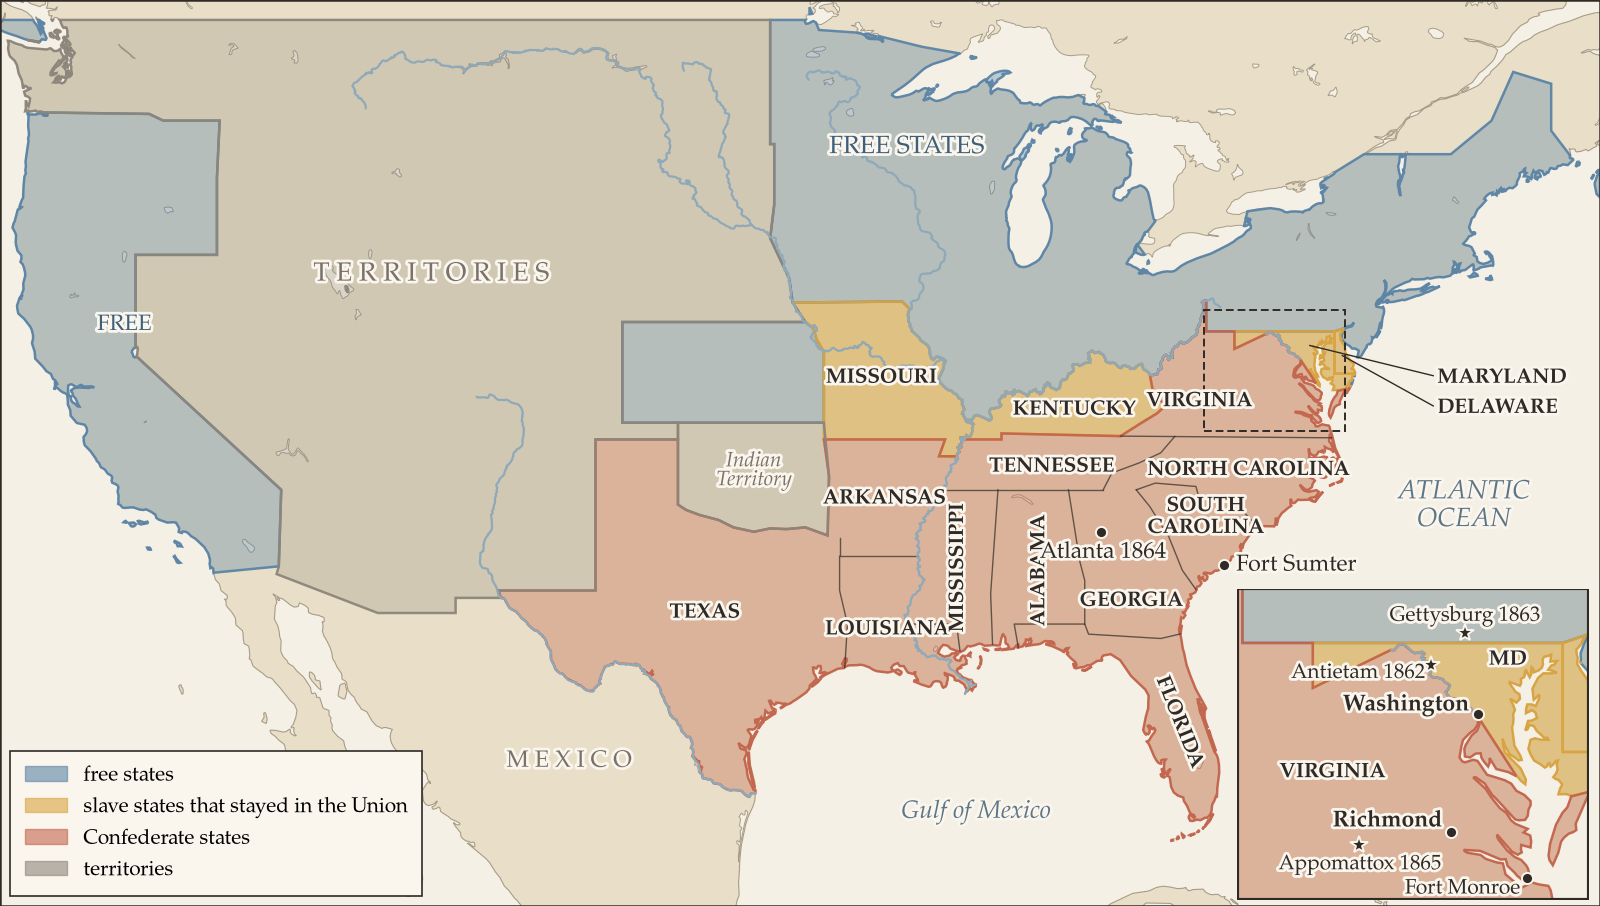 FREE STATES
TERRITORIES
FREE
MISSOURI
KENTUCKY
VIRGINIA
MARYLAND
DELAWARE
Indian
Territory
TENNESSEE
NORTH CAROLINA
ARKANSAS
SOUTH
CAROLINA
ATLANTIC
OCEAN
MISSISSIPPI
ALABAMA
Atlanta 1864
Fort Sumter
GEORGIA
TEXAS
LOUISIANA
FLORIDA
MEXICO
Gulf of Mexico
free states
slave states that stayed in the Union
Confederate states
territories
Gettysburg 1863
MD
Antietam 1862
Washington
VIRGINIA
Richmond
Appomattox 1865
Fort Monroe